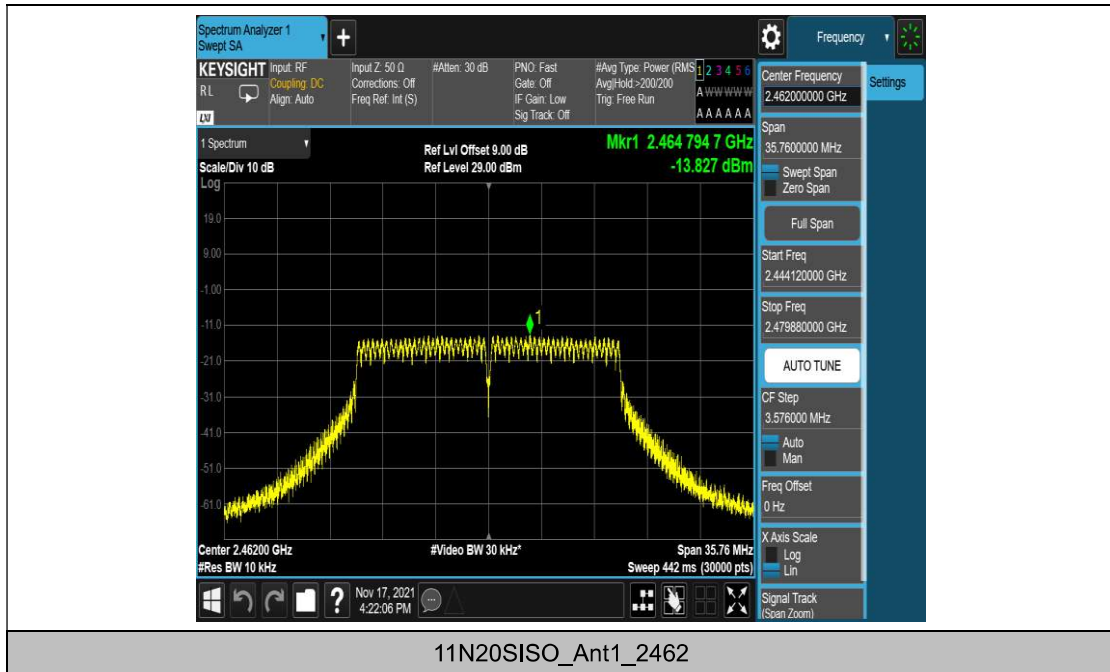 Spectrum Analyzer 1
Swept SA
+
Frequency
KEYSIGHT
RL
LXI
Input: RF
Coupling: DC
Align: Auto
Input Z: 50 Ω
Corrections: Off
Freq Ref: Int (S)
#Atten: 30 dB
PNO: Fast
Gate: Off
IF Gain: Low
Sig Track: Off
#Avg Type: Power (RMS
Avg|Hold:>200/200
Trig: Free Run
1 2 3 4 5 6
A W W W W W
A A A A A A
1 Spectrum
Scale/Div 10 dB
Log
Ref Lvl Offset 9.00 dB
Ref Level 29.00 dBm
Mkr1 2.464 794 7 GHz
-13.827 dBm
19.0
9.00
-1.00
-11.0
-21.0
-31.0
-41.0
-51.0
-61.0
1
Center 2.46200 GHz
#Res BW 10 kHz
#Video BW 30 kHz*
Span 35.76 MHz
Sweep 442 ms (30000 pts)
Center Frequency
2.462000000 GHz
Settings
Span
35.7600000 MHz
Swept Span
Zero Span
Full Span
Start Freq
2.444120000 GHz
Stop Freq
2.479880000 GHz
AUTO TUNE
CF Step
3.576000 MHz
Auto
Man
Freq Offset
0 Hz
X Axis Scale
Log
Lin
Signal Track
(Span Zoom)
?
Nov 17, 2021
4:22:06 PM
11N20SISO_Ant1_2462